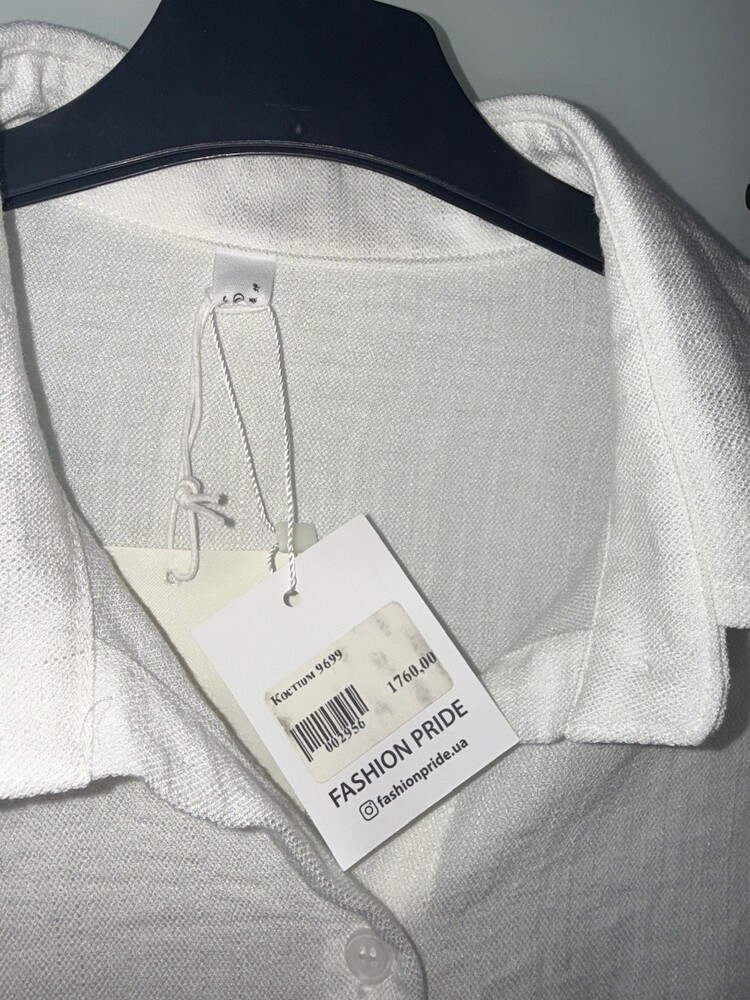 Костюм 9699
1760,00
002956
FASHION PRIDE
fashionpride.ua